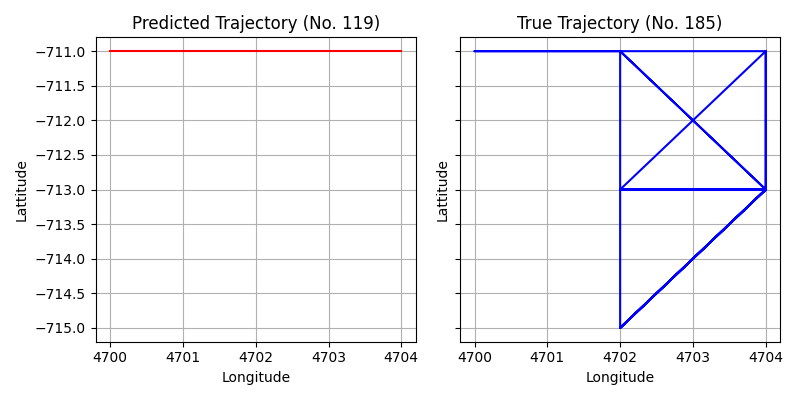 Predicted Trajectory (No. 119)
True Trajectory (No. 185)
−711.0
−711.5
−712.0
−712.5
−713.0
−713.5
−714.0
−714.5
−715.0
Lattitude
Lattitude
4700 4701 4702 4703 4704
4700 4701 4702 4703 4704
Longitude
Longitude